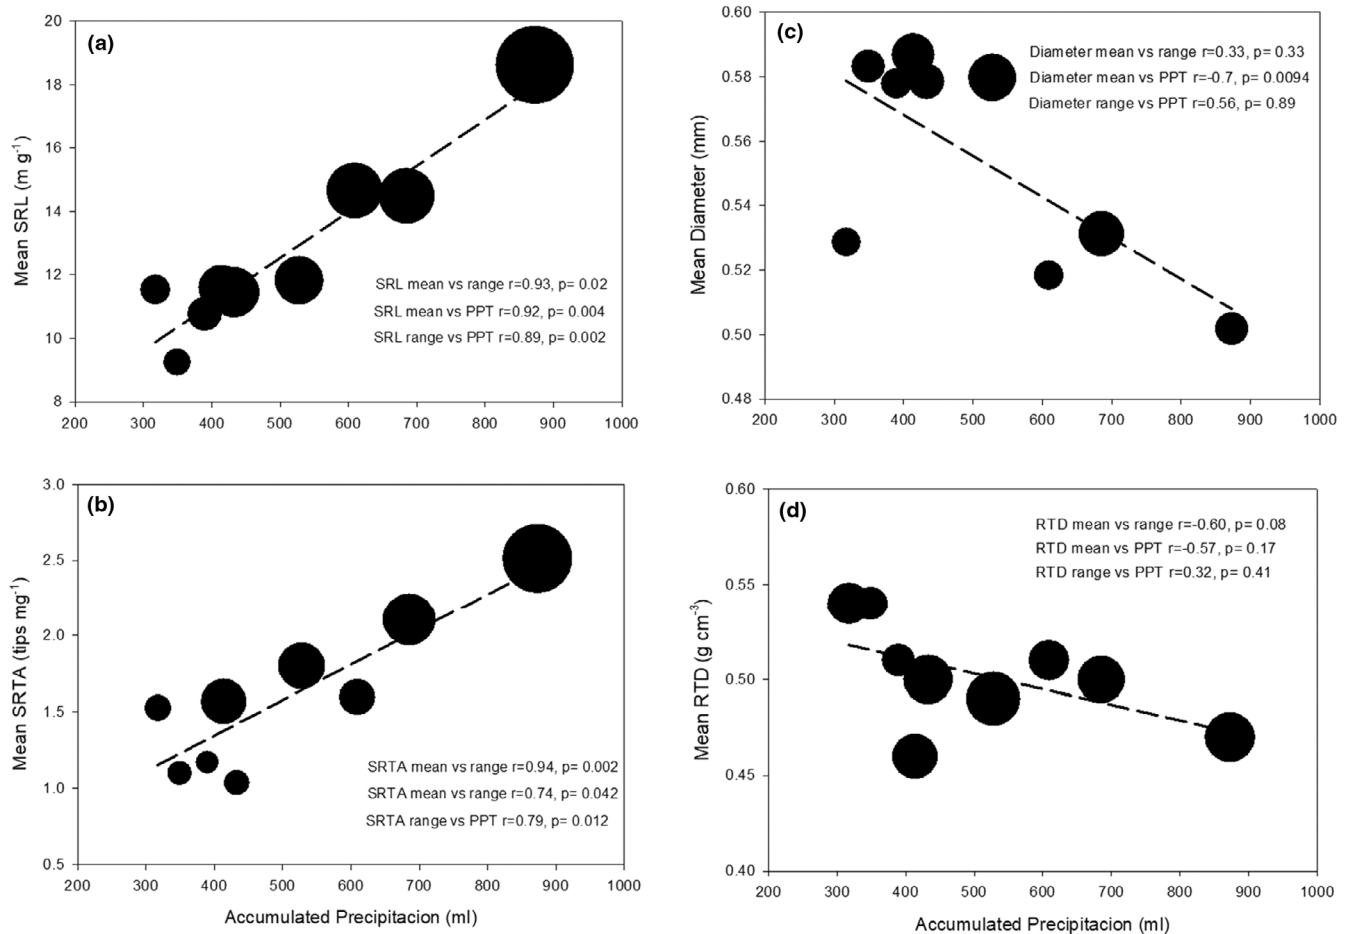 (a)
20
18
16
14
12
10
8
Mean SRL (m g-1)
SRL mean vs range r=0.93, p= 0.02
SRL mean vs PPT r=0.92, p= 0.004
SRL range vs PPT r=0.89, p= 0.002
200 300 400 500 600 700 800 900 1000
(c)
0.60
0.58
0.56
0.54
0.52
0.50
0.48
Mean Diameter (mm)
Diameter mean vs range r=0.33, p= 0.33
Diameter mean vs PPT r=-0.7, p= 0.0094
Diameter range vs PPT r=0.56, p= 0.89
200 300 400 500 600 700 800 900 1000
(b)
3.0
2.5
2.0
1.5
1.0
0.5
Mean SRTA (tips mg-1)
SRTA mean vs range r=0.94, p= 0.002
SRTA mean vs range r=0.74, p= 0.042
SRTA range vs PPT r=0.79, p= 0.012
200 300 400 500 600 700 800 900 1000
Accumulated Precipitacion (ml)
(d)
0.60
0.55
0.50
0.45
0.40
Mean RTD (g cm-3)
RTD mean vs range r=-0.60, p= 0.08
RTD mean vs PPT r=-0.57, p= 0.17
RTD range vs PPT r=0.32, p= 0.41
200 300 400 500 600 700 800 900 1000
Accumulated Precipitacion (ml)